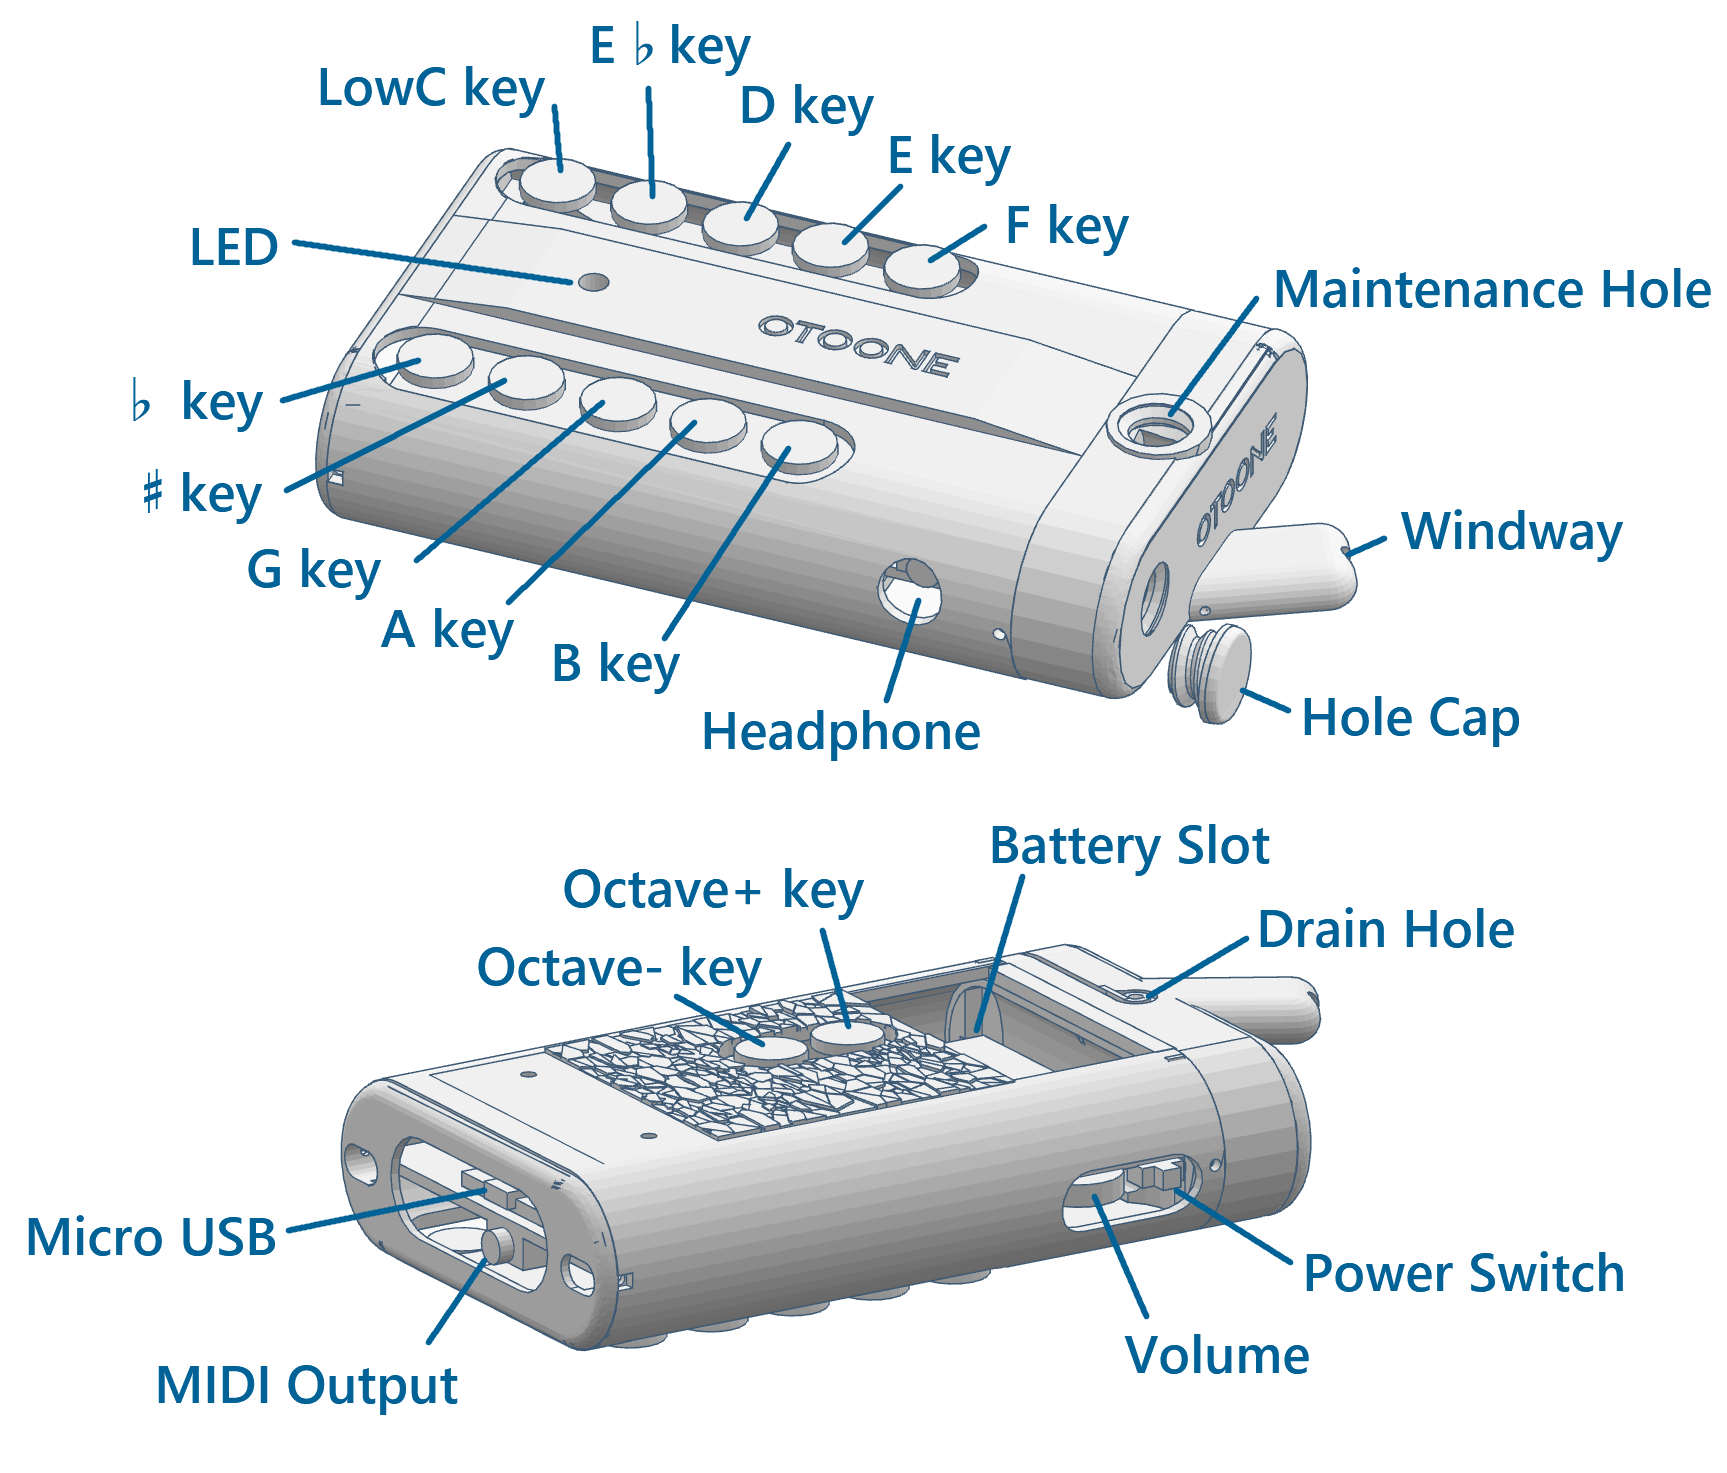 E ♭ key
LowC key
D key
E key
F key
LED
Maintenance Hole
OTOONE
♭ key
♯ key
OTOONE
Windway
G key
A key
B key
Headphone
Hole Cap
Battery Slot
Octave+ key
Drain Hole
Octave- key
Micro USB
Power Switch
Volume
MIDI Output